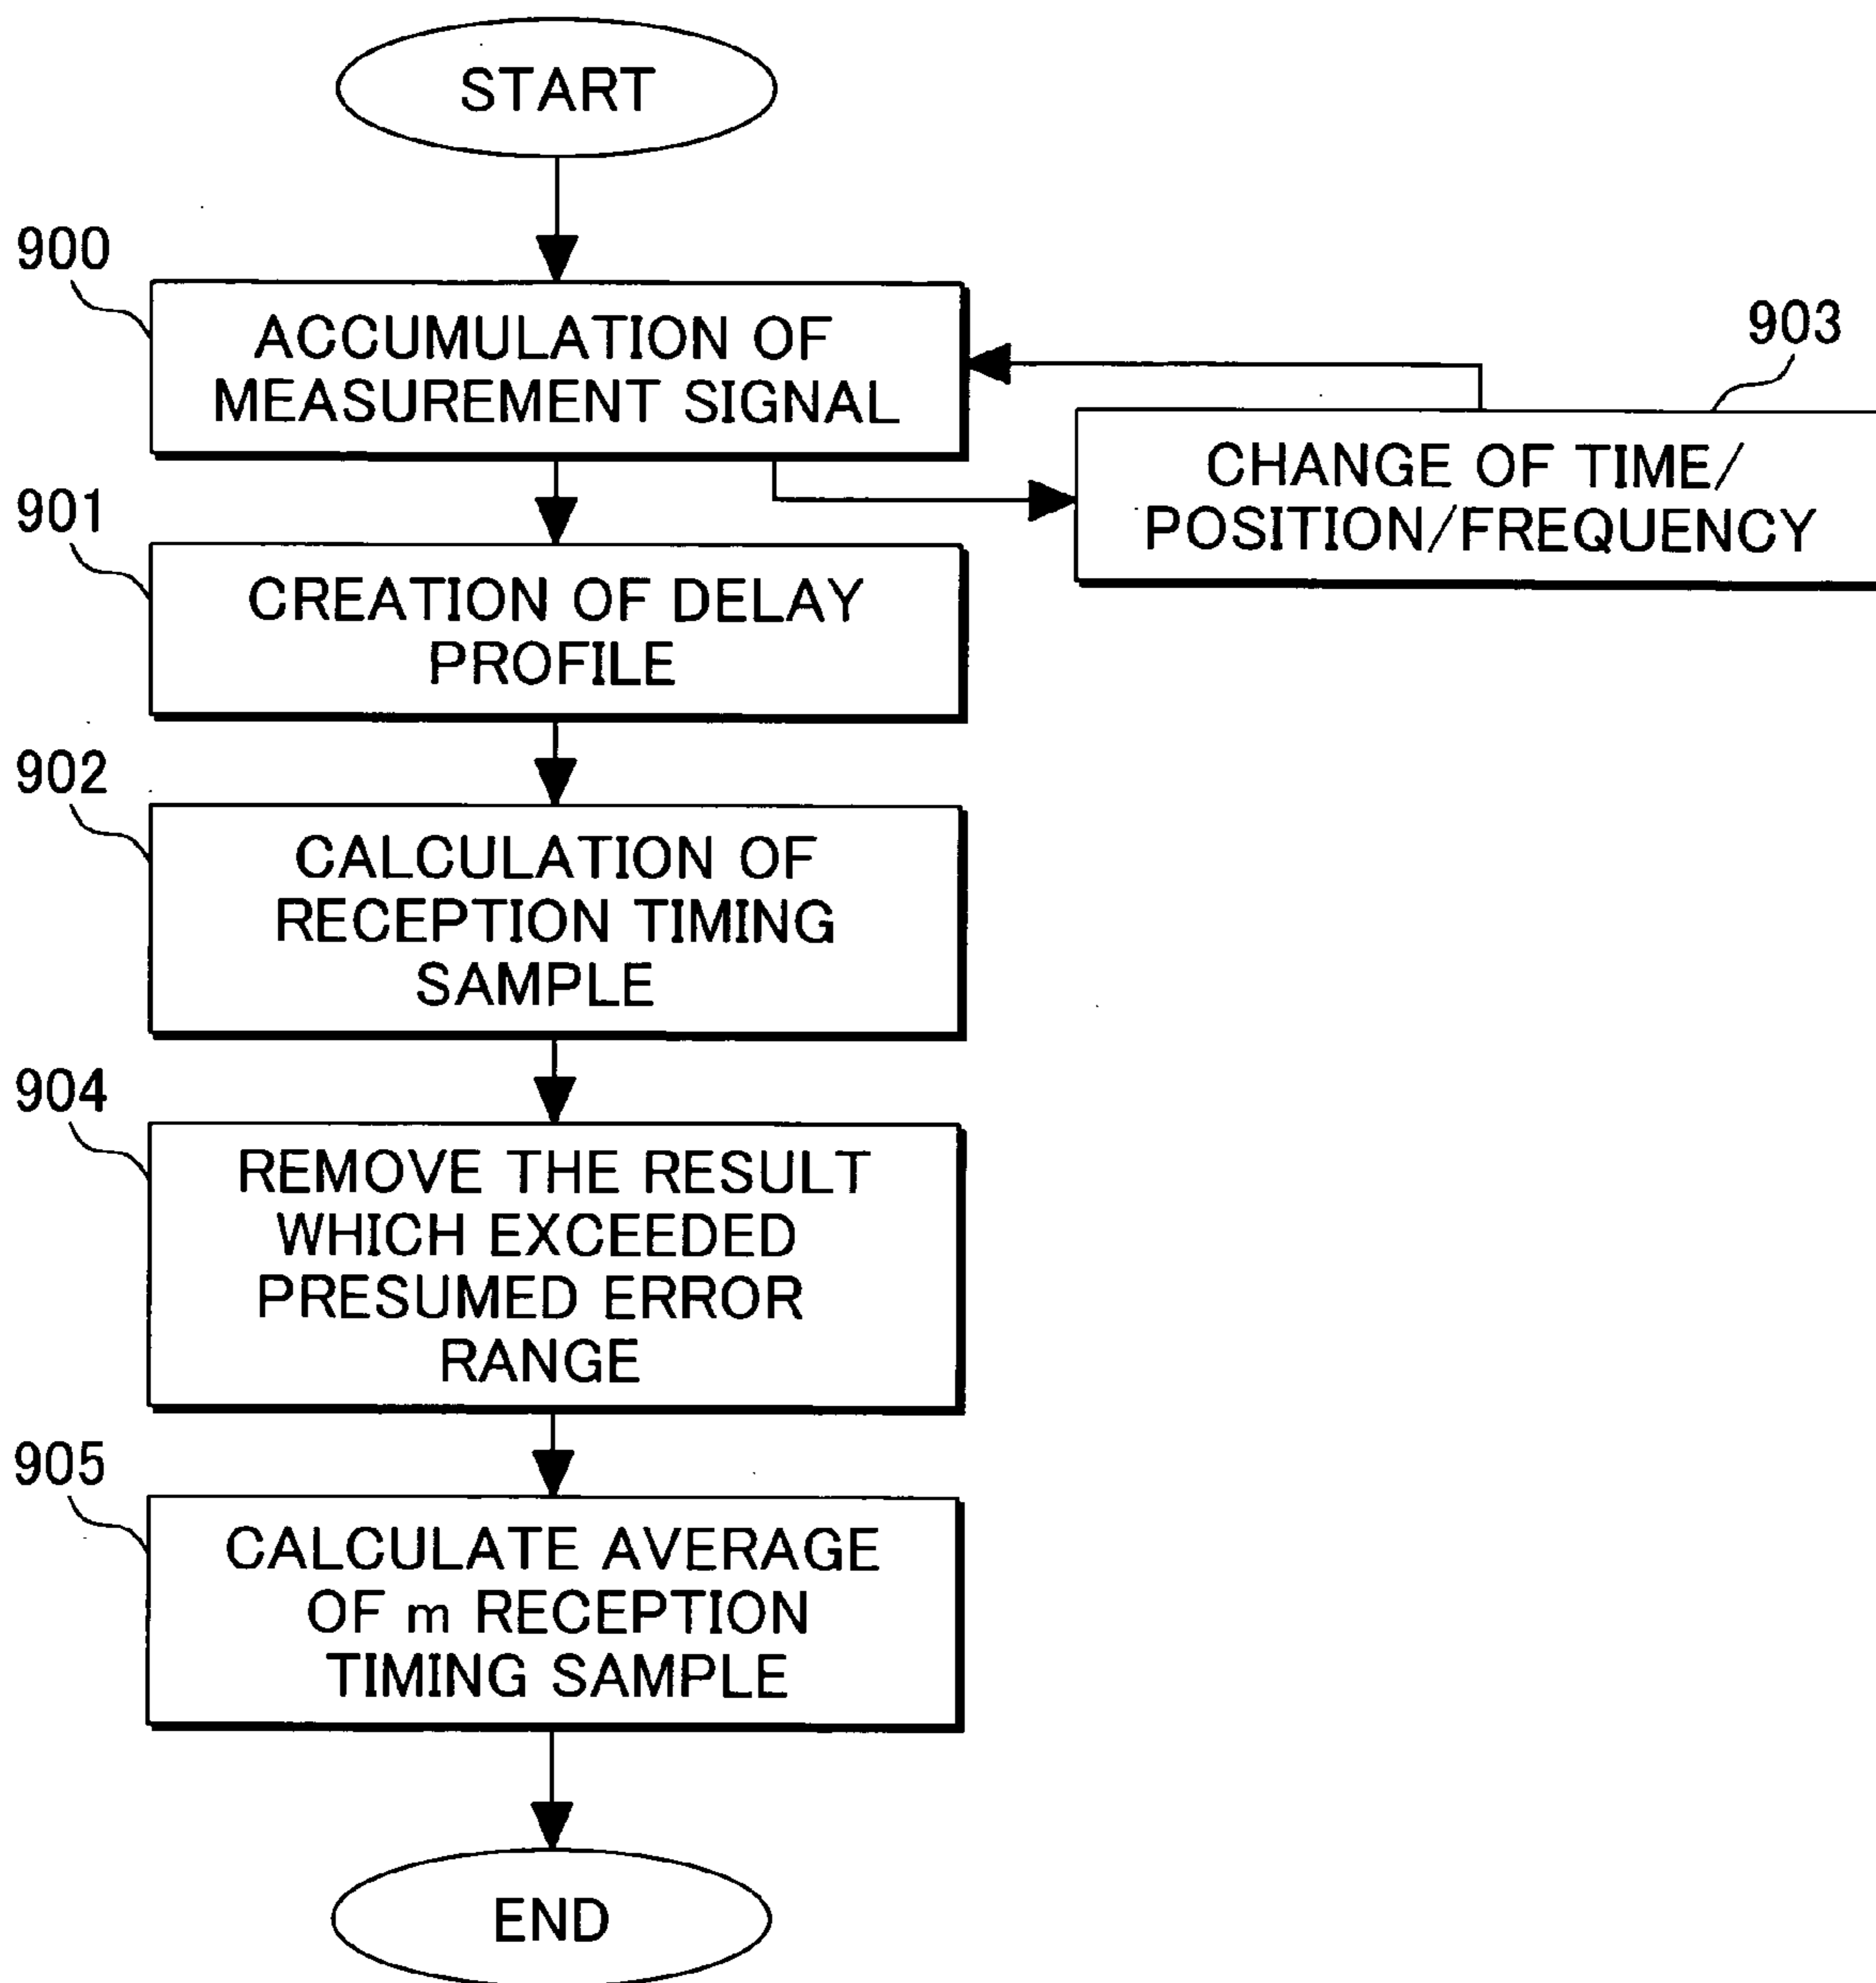 START
900
ACCUMULATION OF
MEASUREMENT SIGNAL
903
CHANGE OF TIME/
POSITION/FREQUENCY
901
CREATION OF DELAY
PROFILE
902
CALCULATION OF
RECEPTION TIMING
SAMPLE
904
REMOVE THE RESULT
WHICH EXCEEDED
PRESUMED ERROR
RANGE
905
CALCULATE AVERAGE
OF m RECEPTION
TIMING SAMPLE
END